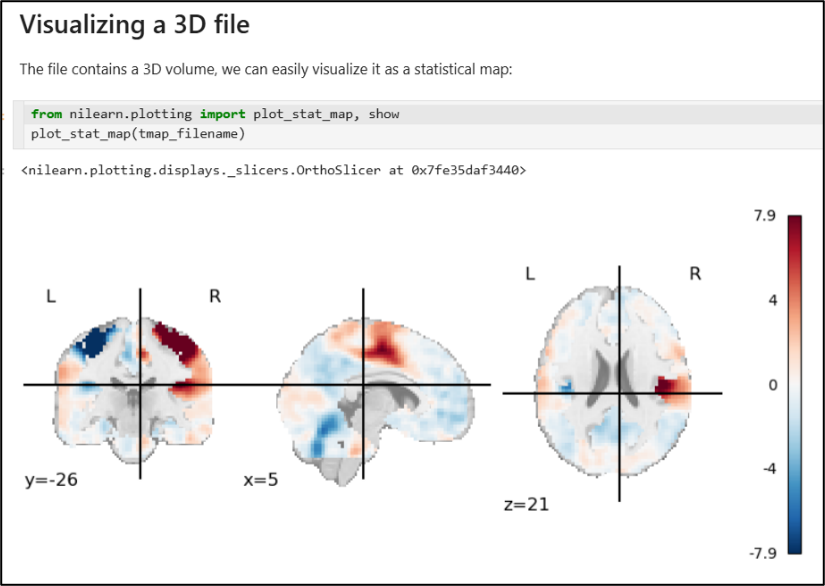 Visualizing a 3D file
The file contains a 3D volume, we can easily visualize it as a statistical map:
from nilearn.plotting import plot_stat_map, show
plot_stat_map(tmap_filename)
<nilearn.plotting.displays._slicers.OrthoSlicer at 0x7fe35daf3440>
L R
y=-26
x=5
L R
z=21
7.9
4
0
-4
-7.9